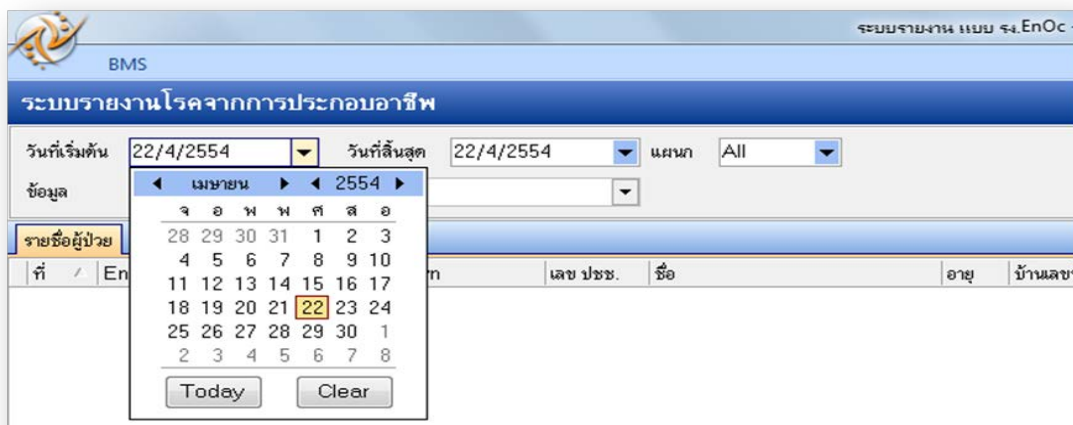 ระบบรายงาน แบบ รง.EnOc -
BMS
ระบบรายงานโรคจากการประกอบอาชีพ
วันที่เริ่มต้น 22/4/2554 วันที่สิ้นสุด 22/4/2554 แผนก All
ข้อมูล
เมษายน 2554
จ อ พ พ ศ ส อ
28 29 30 31 1 2 3
4 5 6 7 8 9 10
11 12 13 14 15 16 17
18 19 20 21 22 23 24
25 26 27 28 29 30 1
2 3 4 5 6 7 8
Today Clear
รายชื่อผู้ป่วย
ที่ En เลข ปชช. ชื่อ อายุ บ้านเลข